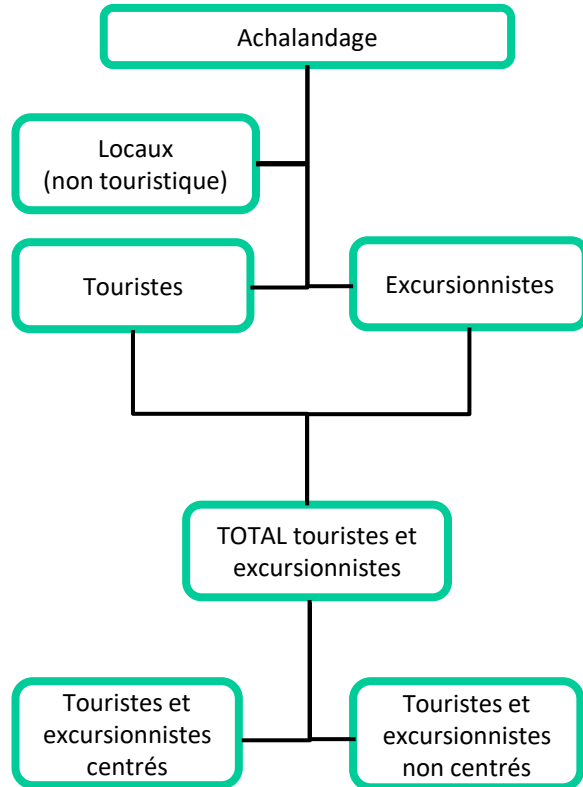 Achalandage
Locaux
(non touristique)
Touristes
Excursionnistes
TOTAL touristes et
excursionnistes
Touristes et
excursionnistes
centrés
Touristes et
excursionnistes
non centrés